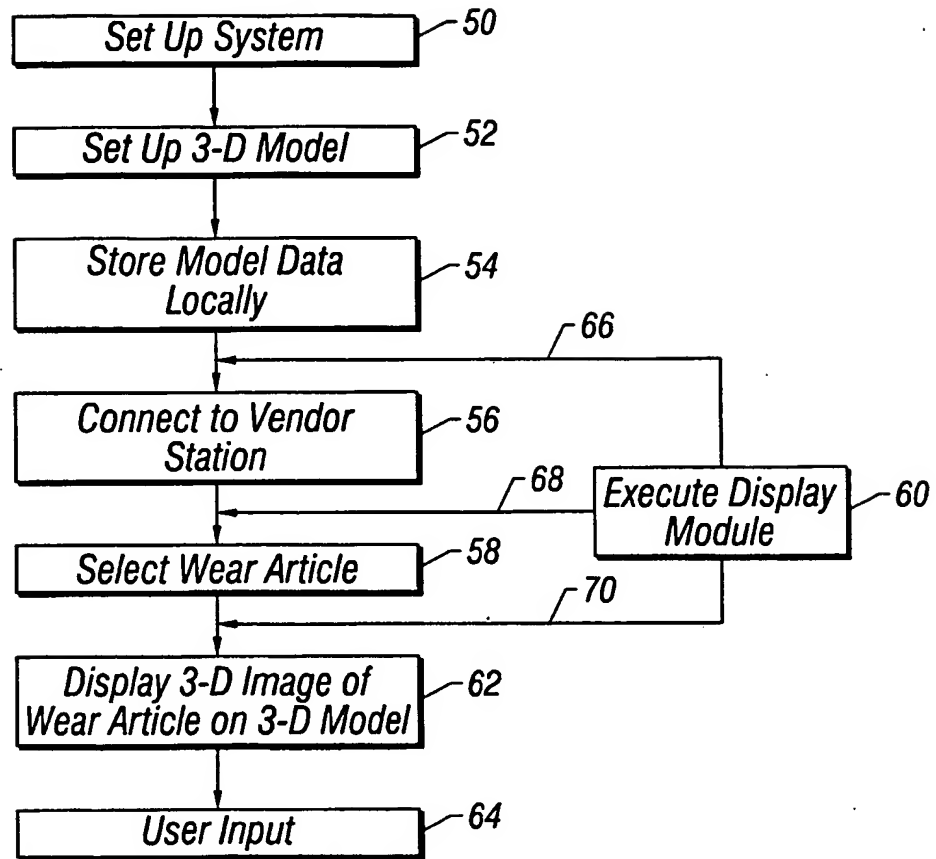 Set Up System
50
Set Up 3-D Model
52
Store Model Data
Locally
54
66
Connect to Vendor
Station
56
68
Execute Display
Module
60
Select Wear Article
58
70
Display 3-D Image of
Wear Article on 3-D Model
62
User Input
64